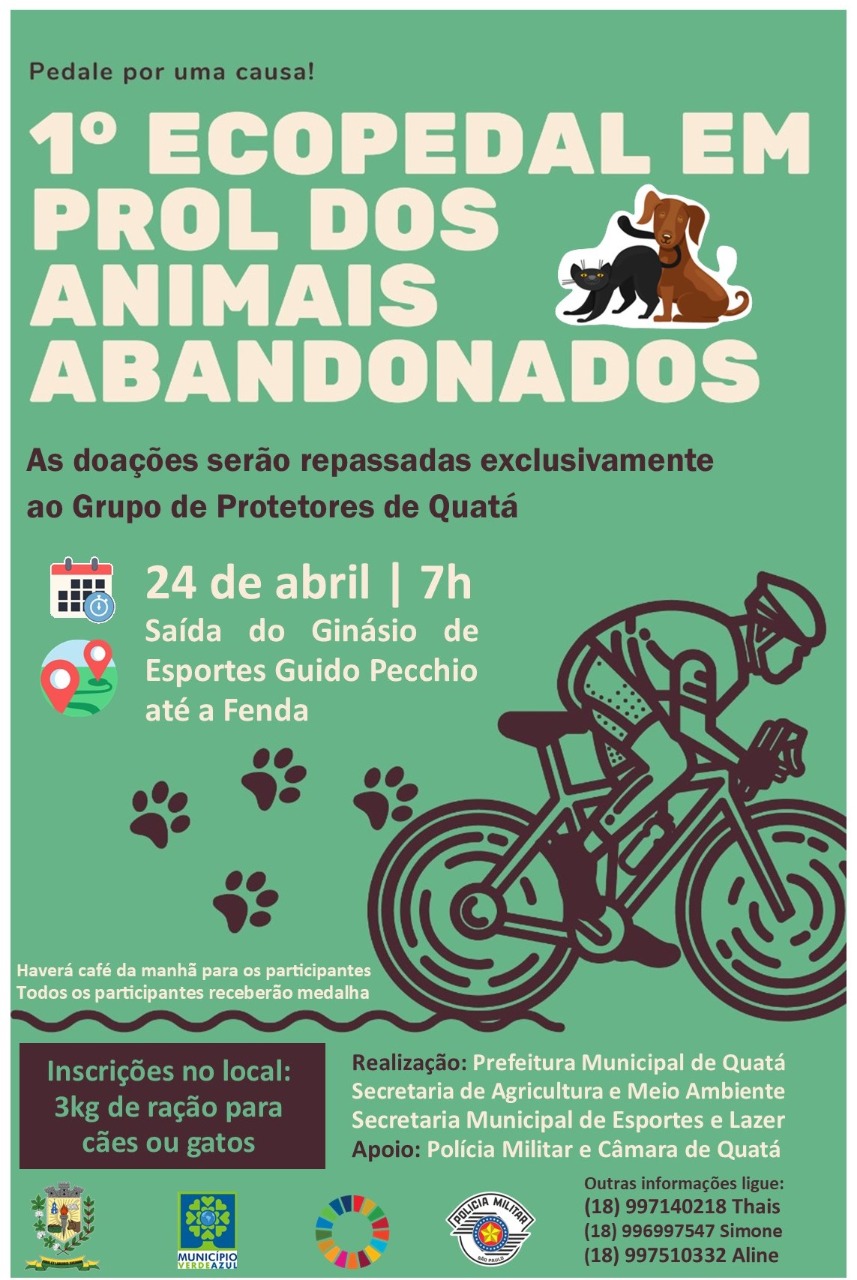 Pedale por uma causa!
1º ECOPEDAL EM
PROL DOS
ANIMAIS
ABANDONADOS
As doações serão repassadas exclusivamente
ao Grupo de Protetores de Quatá
24 de abril | 7h
Saída do Ginásio de
Esportes Guido Pecchio
até a Fenda
Haverá café da manhã para os participantes
Todos os participantes receberão medalha
Inscrições no local:
3kg de ração para
cães ou gatos
Realização: Prefeitura Municipal de Quatá
Secretaria de Agricultura e Meio Ambiente
Secretaria Municipal de Esportes e Lazer
Apoio: Polícia Militar e Câmara de Quatá
Outras informações ligue:
(18) 997140218 Thais
(18) 996997547 Simone
(18) 997510332 Aline
MUNICÍPIO
VERDEAZUL
POLÍCIA MILITAR
SÃO PAULO